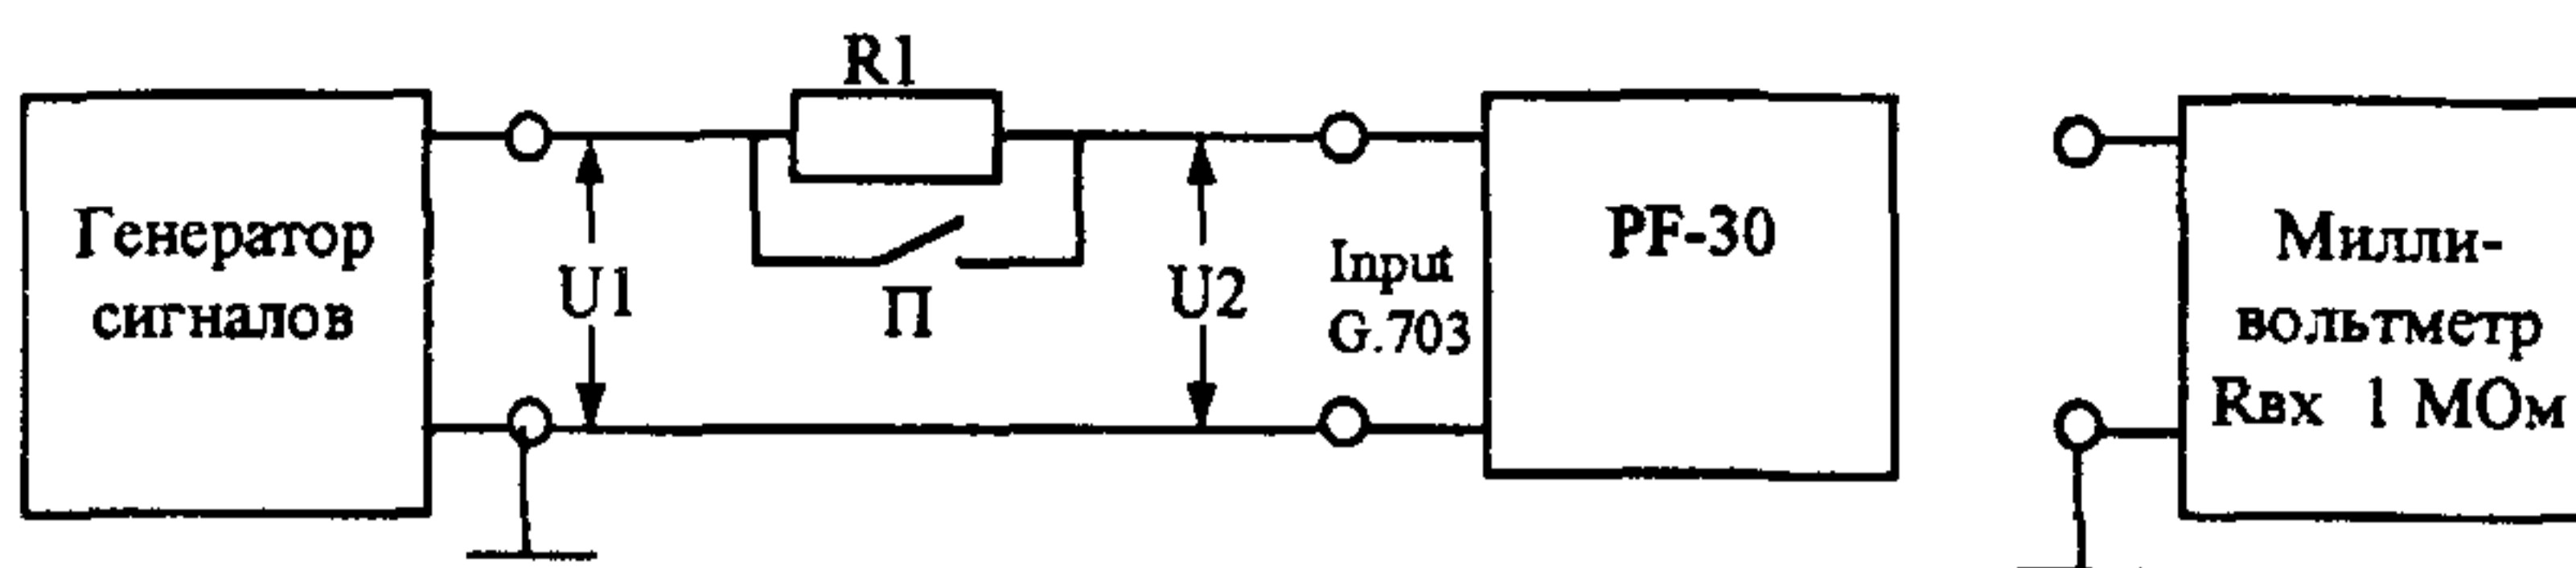 R1
Генератор
сигналов
U1
П
U2
Input
G.703
PF-30
Милли-
вольтметр
Rвх 1 МОм